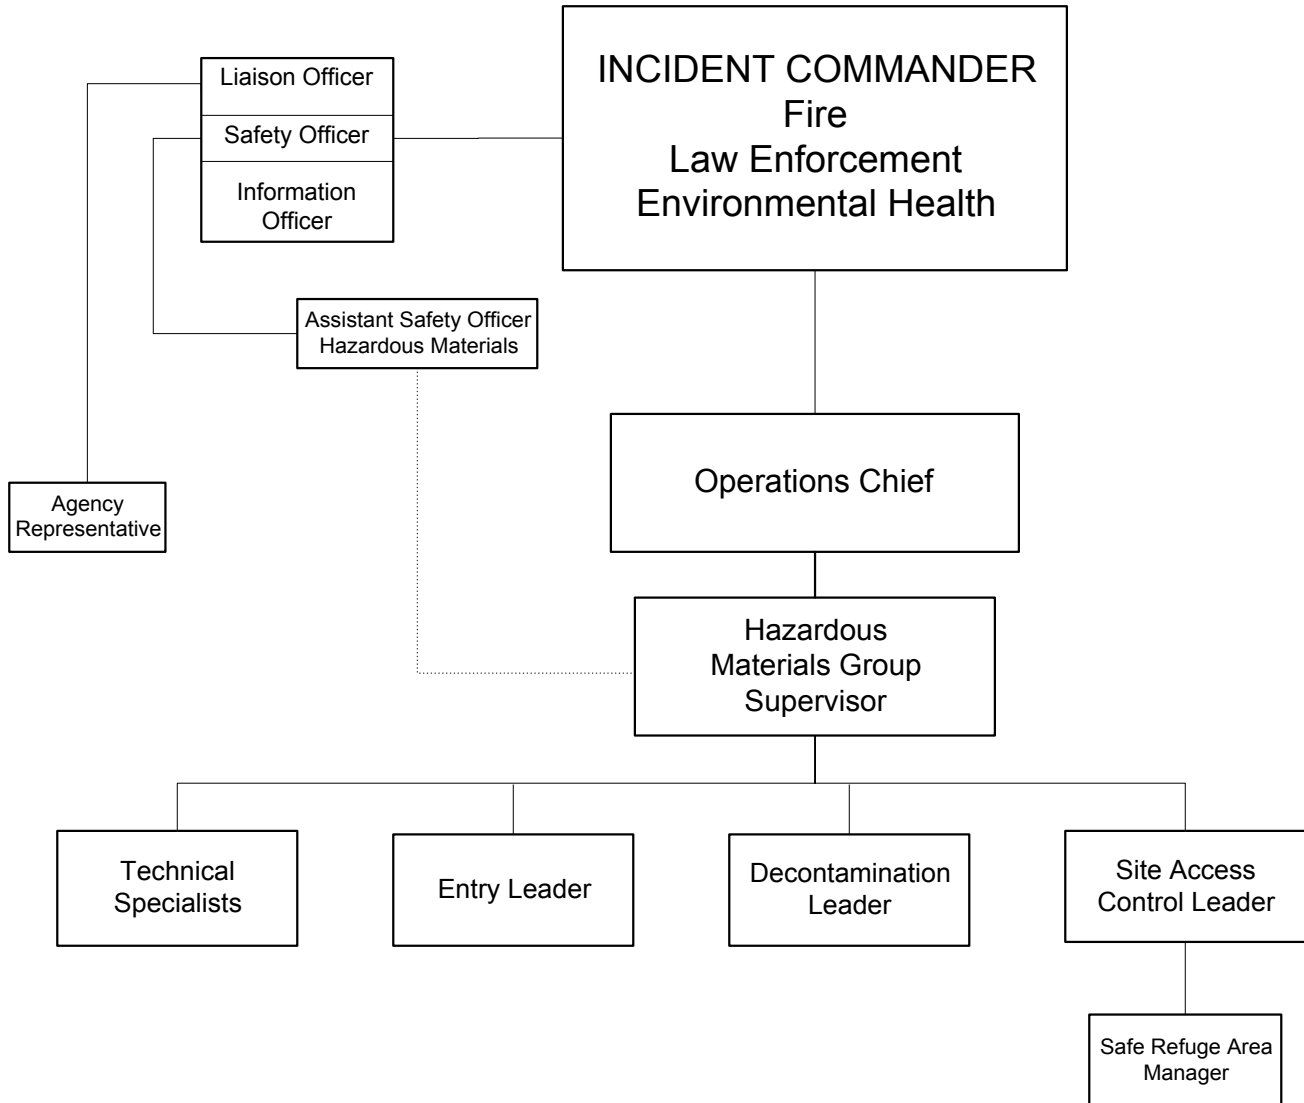 INCIDENT COMMANDER
Fire
Law Enforcement
Environmental Health
Liaison Officer
Safety Officer
Information
Officer
Assistant Safety Officer
Hazardous Materials
Agency
Representative
Operations Chief
Hazardous
Materials Group
Supervisor
Technical
Specialists
Entry Leader
Decontamination
Leader
Site Access
Control Leader
Safe Refuge Area
Manager